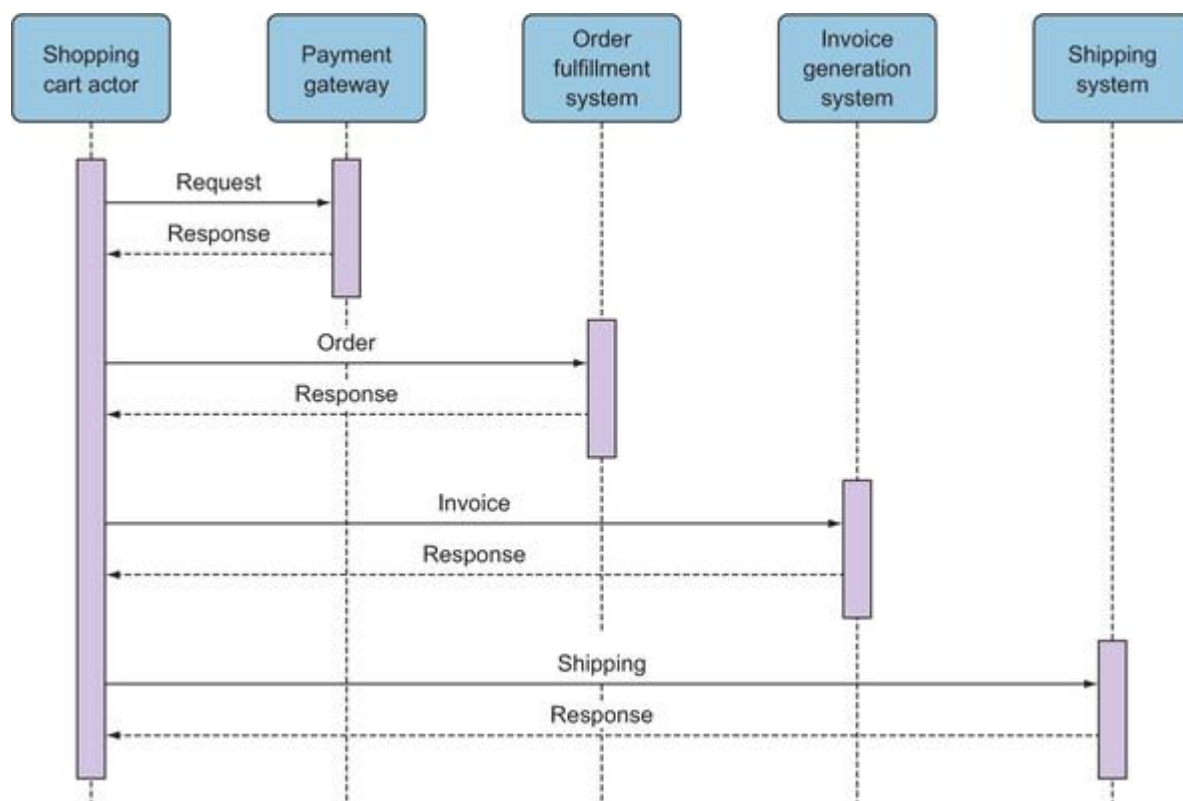 Shopping
cart actor
Payment
gateway
Order
fulfillment
system
Invoice
generation
system
Shipping
system
Request
Response
Order
Response
Invoice
Response
Shipping
Response